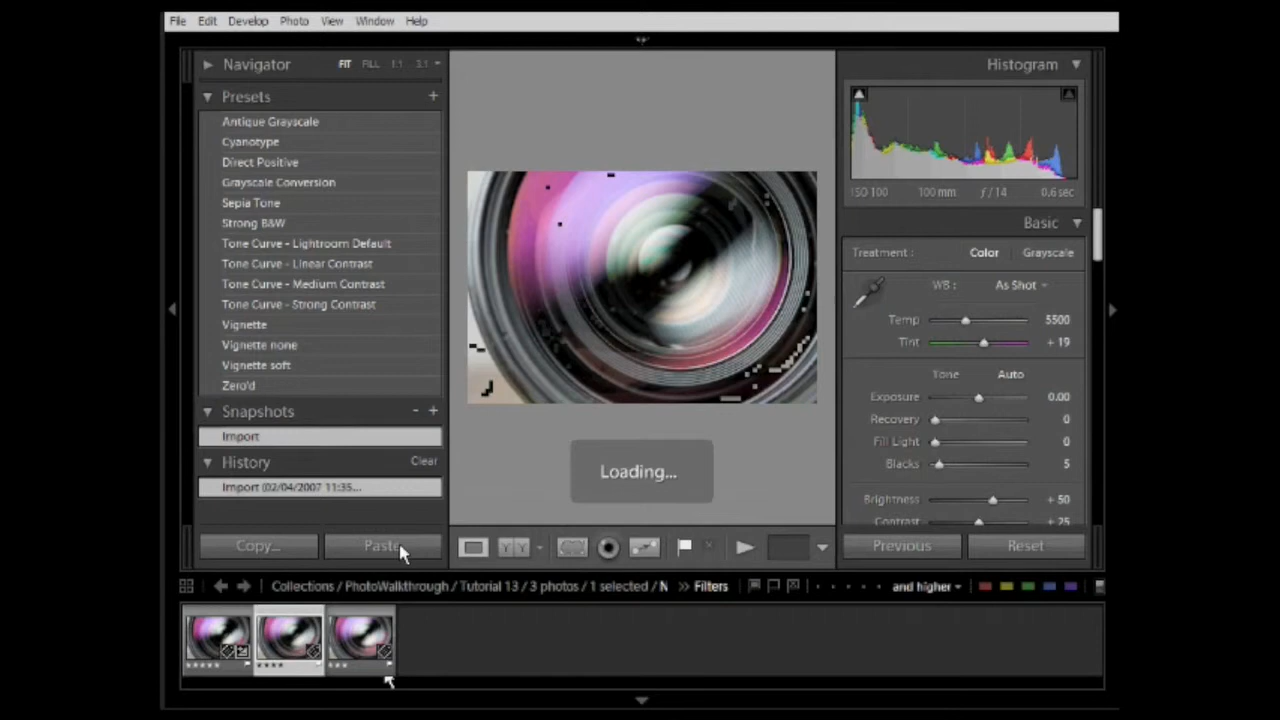 File Edit Develop Photo View Window Help
Navigator FIT FILL 1:1 3:1
Histogram
Presets +
Antique Grayscale
Cyanotype
Direct Positive
Grayscale Conversion
Sepia Tone
Strong B&W
Tone Curve - Lightroom Default
Tone Curve - Linear Contrast
Tone Curve - Medium Contrast
Tone Curve - Strong Contrast
Vignette
Vignette none
Vignette soft
Zero'd
Snapshots - +
Import
History Clear
Import (02/04/2007 11:35...
Copy... Paste
Loading...
ISO 100 100 mm ƒ / 14 0.6 sec
Basic
Treatment : Color Grayscale
WB : As Shot
Temp 5500
Tint + 19
Tone Auto
Exposure 0.00
Recovery 0
Fill Light 0
Blacks 5
Brightness + 50
Contrast + 25
Previous Reset
Collections / PhotoWalkthrough / Tutorial 13 / 3 photos / 1 selected / N >> Filters and higher